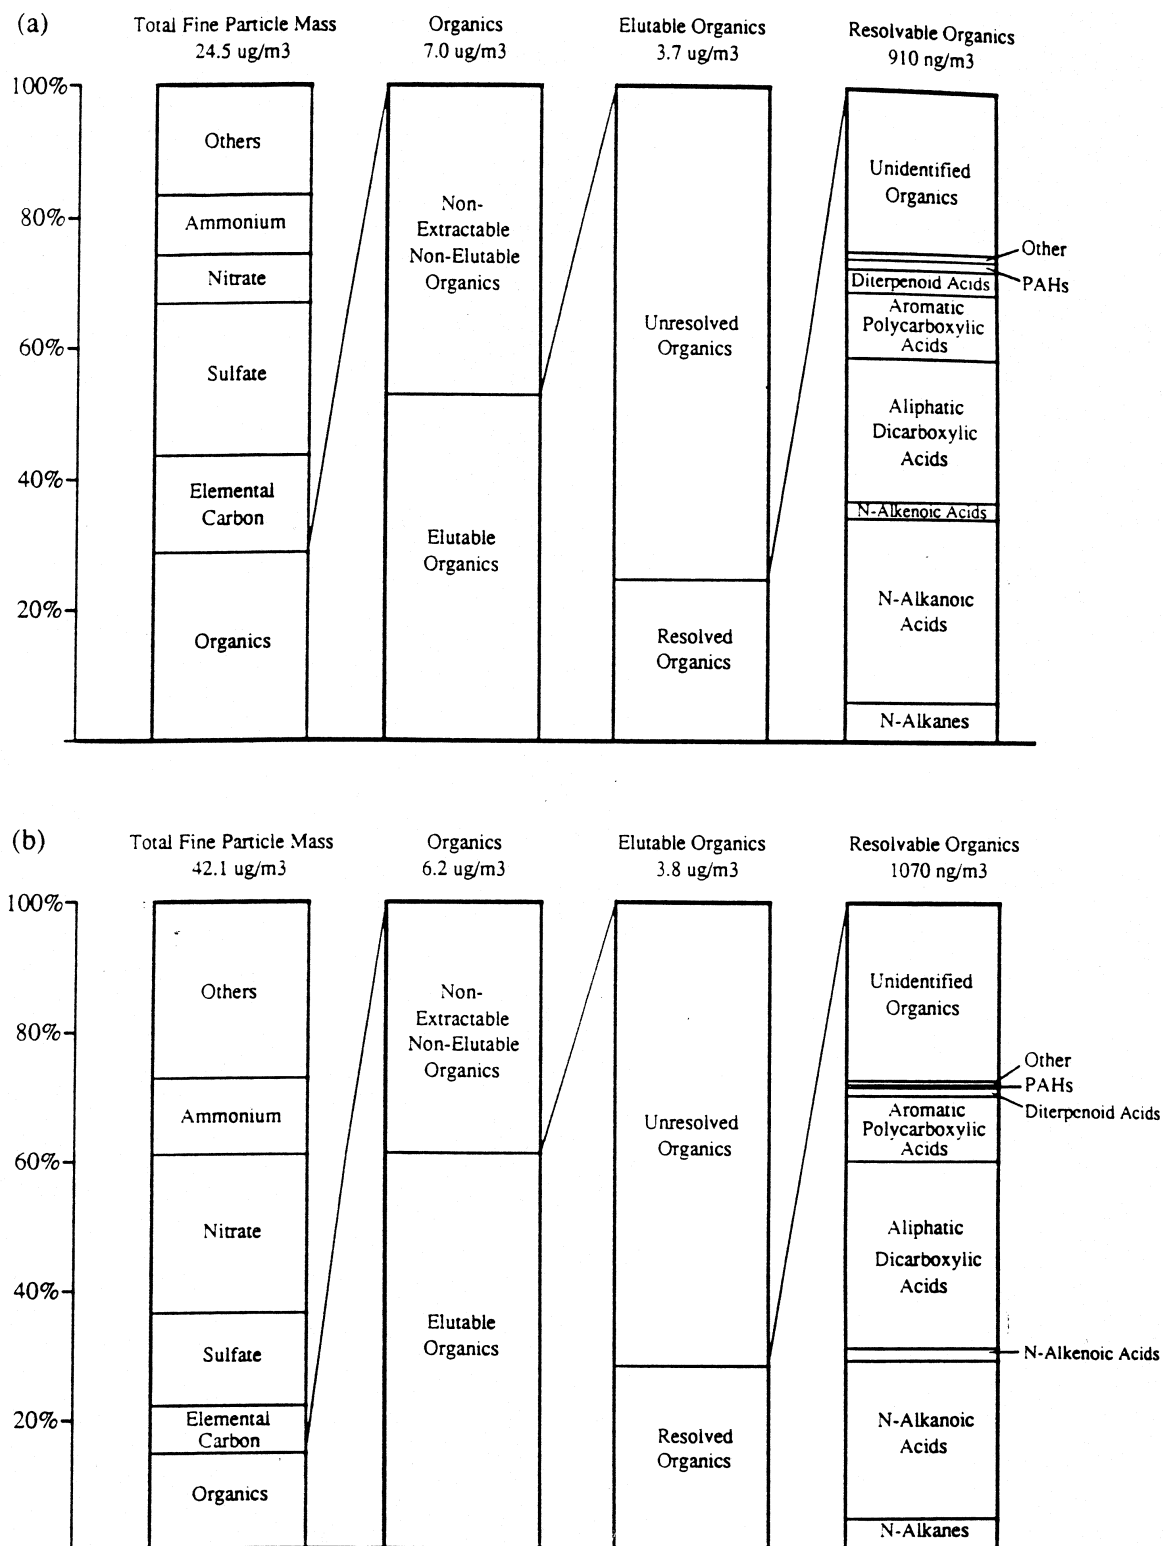 (a)
Total Fine Particle Mass
24.5 ug/m3
Organics
7.0 ug/m3
Elutable Organics
3.7 ug/m3
Resolvable Organics
910 ng/m3
100%
80%
60%
40%
20%
Others
Ammonium
Nitrate
Sulfate
Elemental
Carbon
Organics
Non-
Extractable
Non-Elutable
Organics
Elutable
Organics
Unresolved
Organics
Resolved
Organics
Unidentified
Organics
Other
PAHs
Diterpenoid Acids
Aromatic
Polycarboxylic
Acids
Aliphatic
Dicarboxylic
Acids
N-Alkenoic Acids
N-Alkanoic
Acids
N-Alkanes
(b)
Total Fine Particle Mass
42.1 ug/m3
Organics
6.2 ug/m3
Elutable Organics
3.8 ug/m3
Resolvable Organics
1070 ng/m3
100%
80%
60%
40%
20%
Others
Ammonium
Nitrate
Sulfate
Elemental
Carbon
Organics
Non-
Extractable
Non-Elutable
Organics
Elutable
Organics
Unresolved
Organics
Resolved
Organics
Unidentified
Organics
Other
PAHs
Diterpenoid Acids
Aromatic
Polycarboxylic
Acids
Aliphatic
Dicarboxylic
Acids
N-Alkenoic Acids
N-Alkanoic
Acids
N-Alkanes